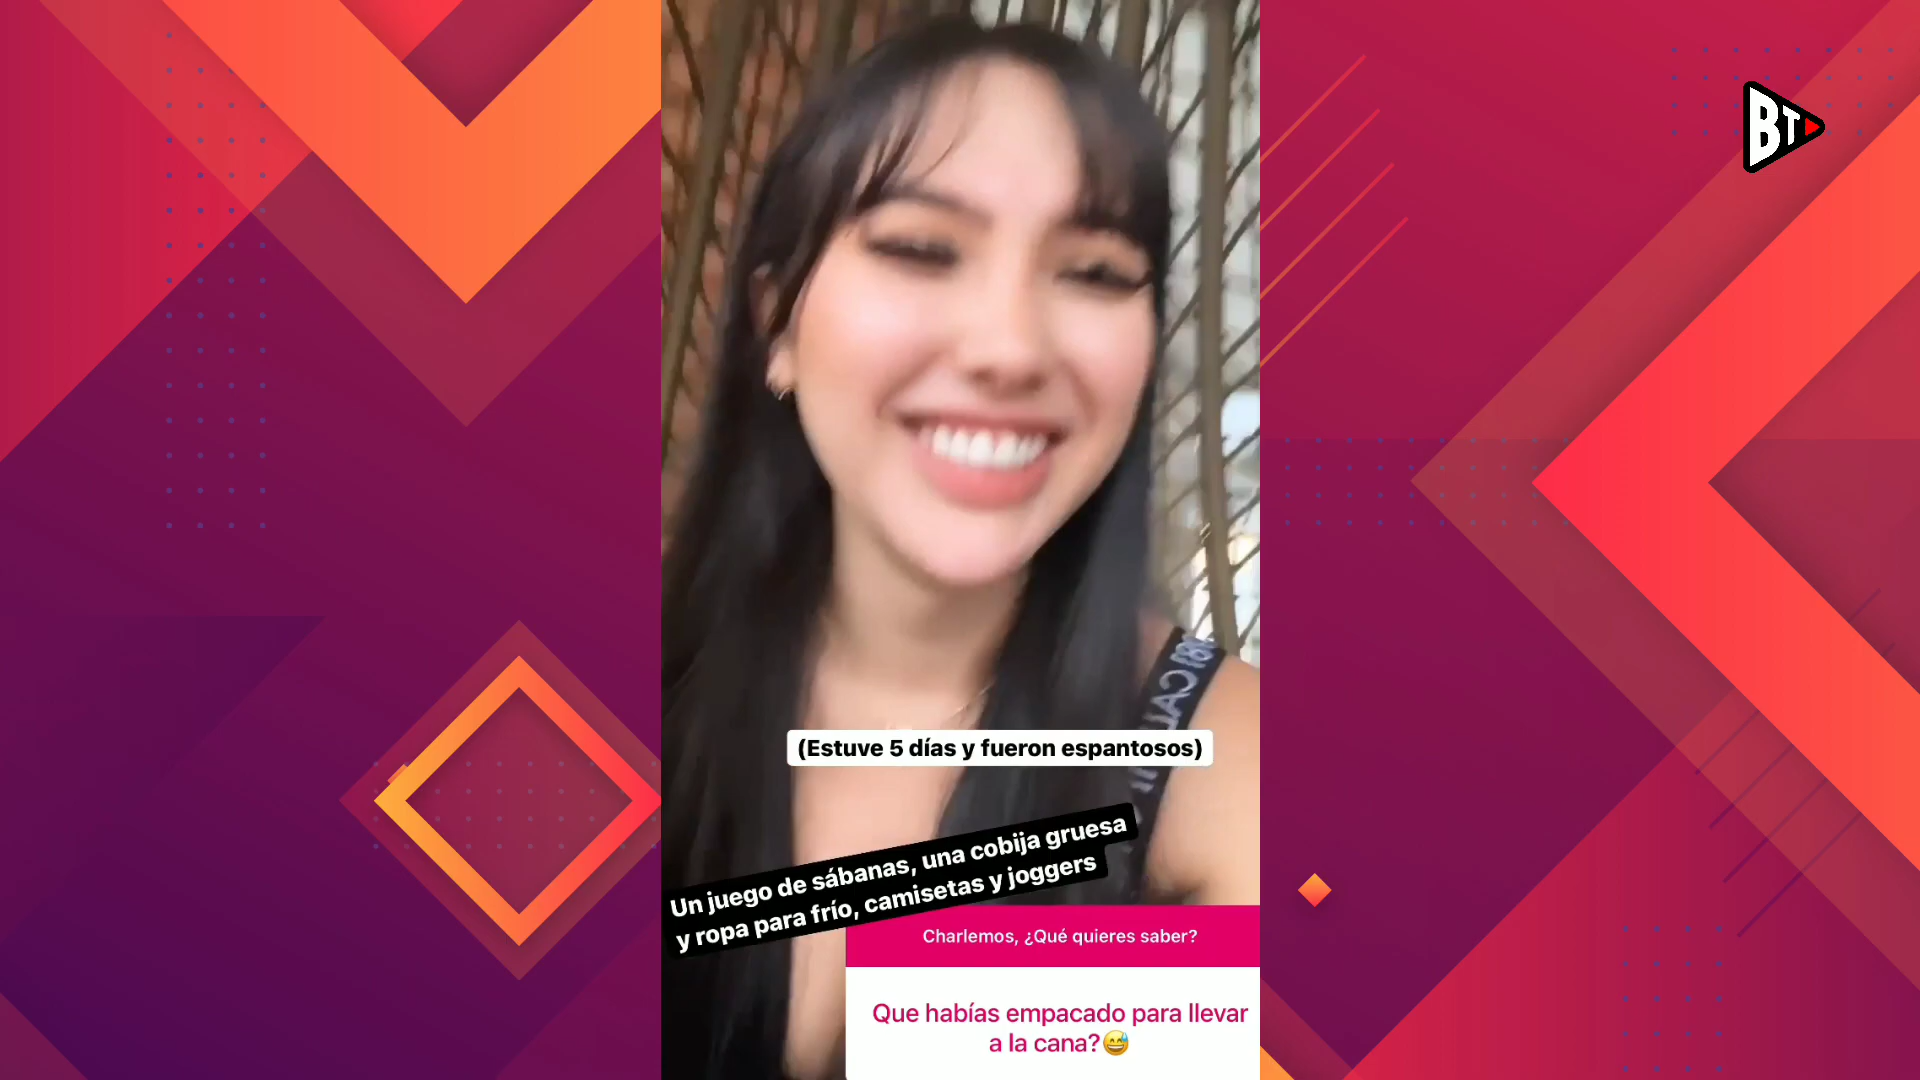 BT
(Estuve 5 días y fueron espantosos)
Un juego de sábanas, una cobija gruesa
y ropa para frío, camisetas y joggers
Charlemos, ¿Qué quieres saber?
Que habías empacado para llevar
a la cana?😅